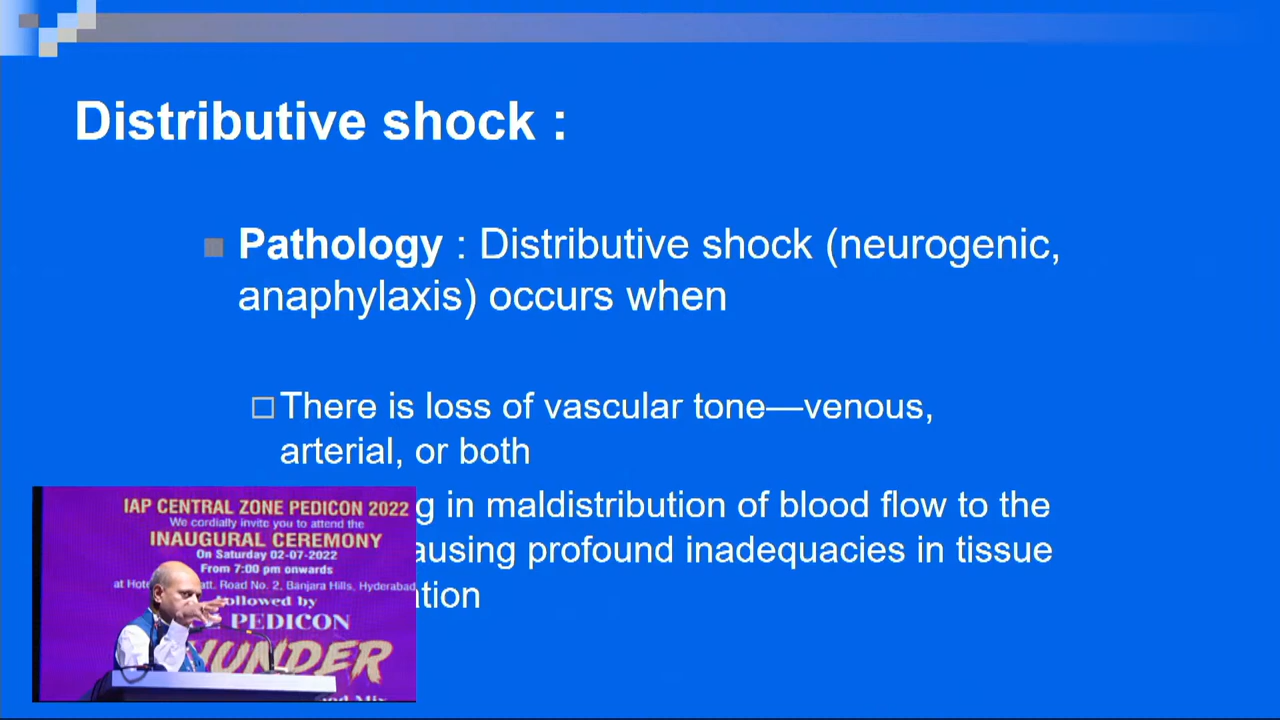 Distributive shock :
Pathology : Distributive shock (neurogenic,
anaphylaxis) occurs when
There is loss of vascular tone—venous,
arterial, or both
g in maldistribution of blood flow to the
ausing profound inadequacies in tissue
ation
IAP CENTRAL ZONE PEDICON 2022
We cordially invite you to attend the
INAUGURAL CEREMONY
On Saturday 02-07-2022
From 7:00 pm onwards
at Road No. 2, Banjara Hills, Hyderabad
Followed by
PEDICON